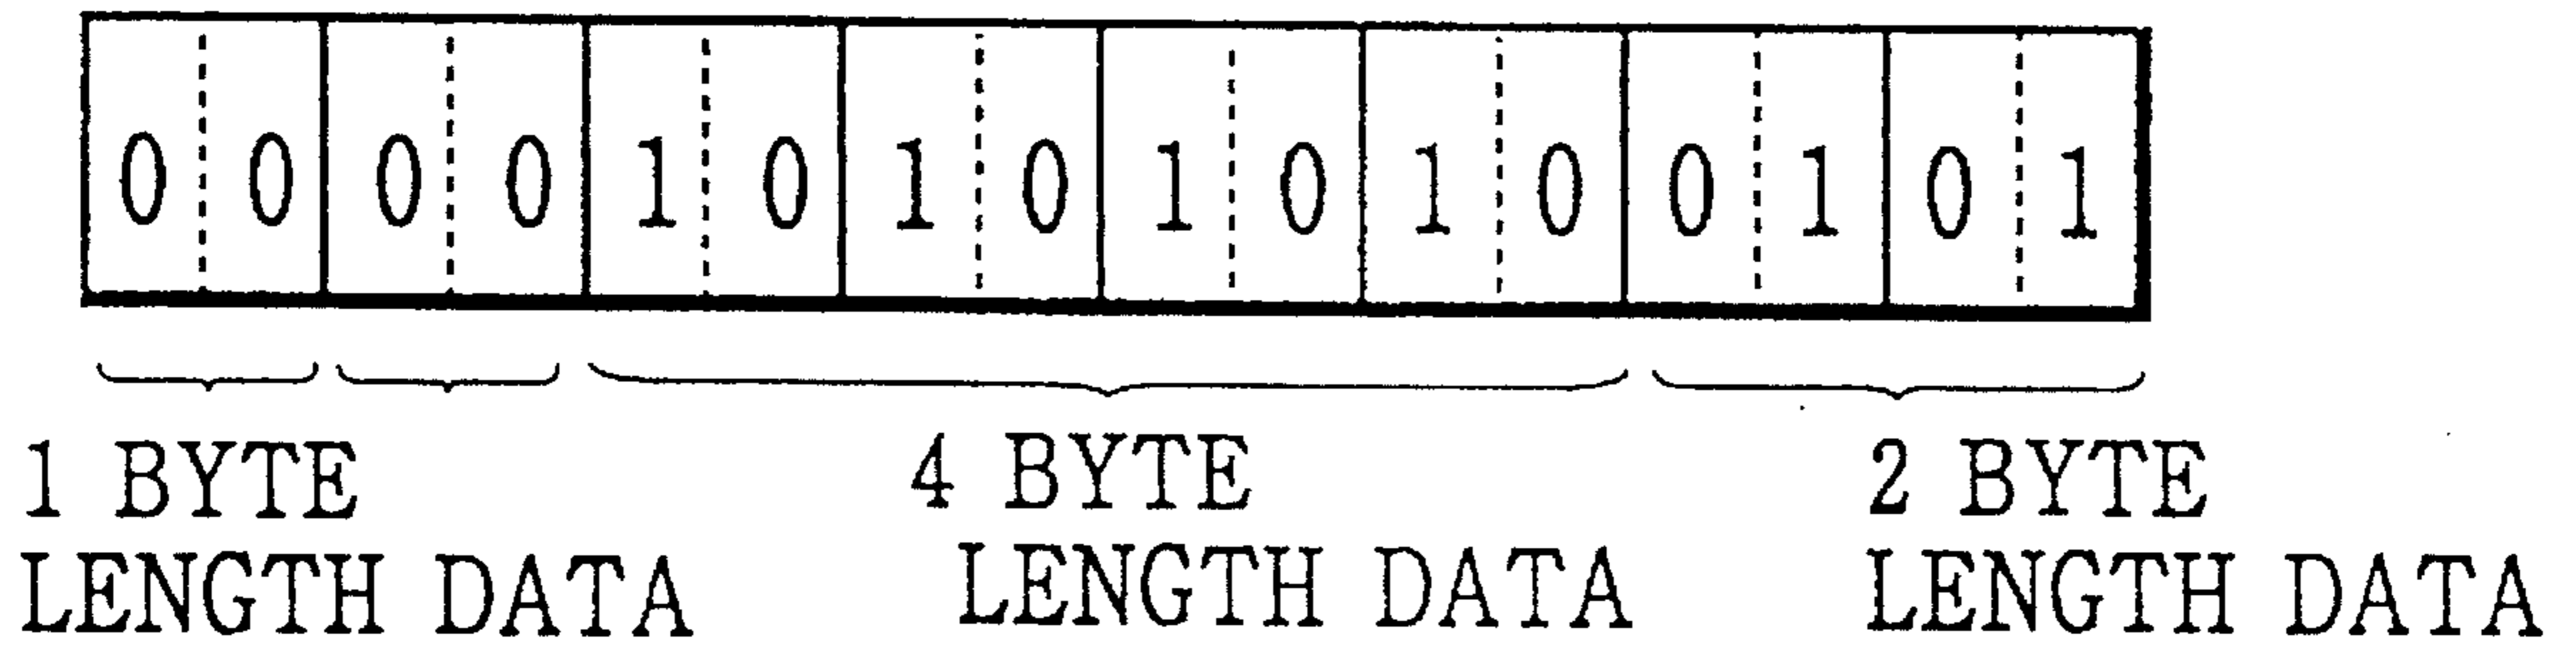 0 0 0 0 1 0 1 0 1 0 1 0 0 1 0 1
1 BYTE LENGTH DATA
4 BYTE LENGTH DATA
2 BYTE LENGTH DATA